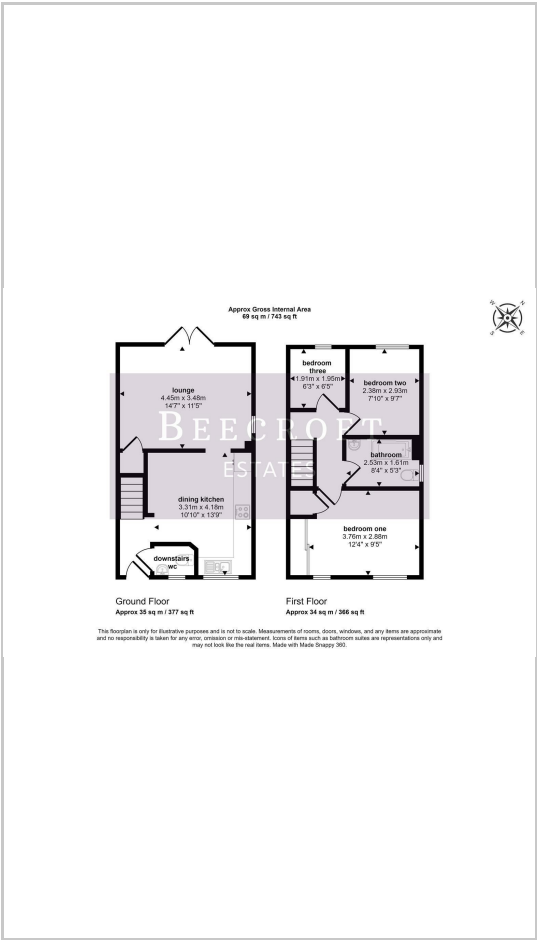 Approx Gross Internal Area
69 sq m / 743 sq ft
W
N
S
E
lounge
4.45m x 3.48m
14'7" x 11'5"
dining kitchen
3.31m x 4.18m
10'10" x 13'9"
downstairs
wc
bedroom
three
1.91m x 1.95m
6'3" x 6'5"
bedroom two
2.38m x 2.93m
7'10" x 9'7"
bathroom
2.53m x 1.61m
8'4" x 5'3"
bedroom one
3.76m x 2.88m
12'4" x 9'5"
BEECROFT
ESTATES
Ground Floor
Approx 35 sq m / 377 sq ft
First Floor
Approx 34 sq m / 366 sq ft
This floorplan is only for illustrative purposes and is not to scale. Measurements of rooms, doors, windows, and any items are approximate
and no responsibility is taken for any error, omission or mis-statement. Icons of items such as bathroom suites are representations only and
may not look like the real items. Made with Made Snappy 360.